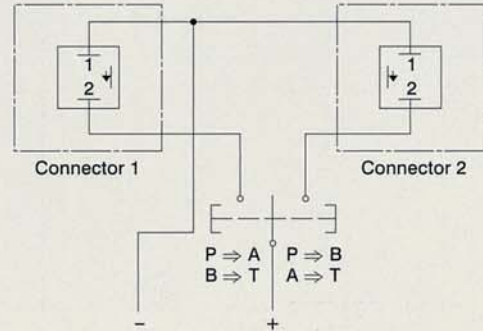 1
2
1
2
Connector 1
Connector 2
P ⇒ A
B ⇒ T
P ⇒ B
A ⇒ T
−
+